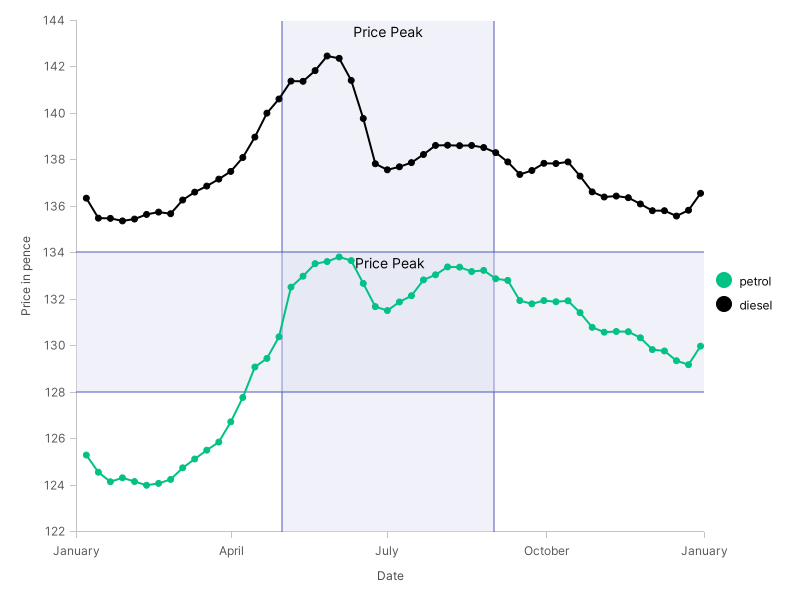 Price Peak
144
142
140
138
136
134
132
130
128
126
124
122
Price in pence
Price Peak
petrol
diesel
January
April
July
October
January
Date